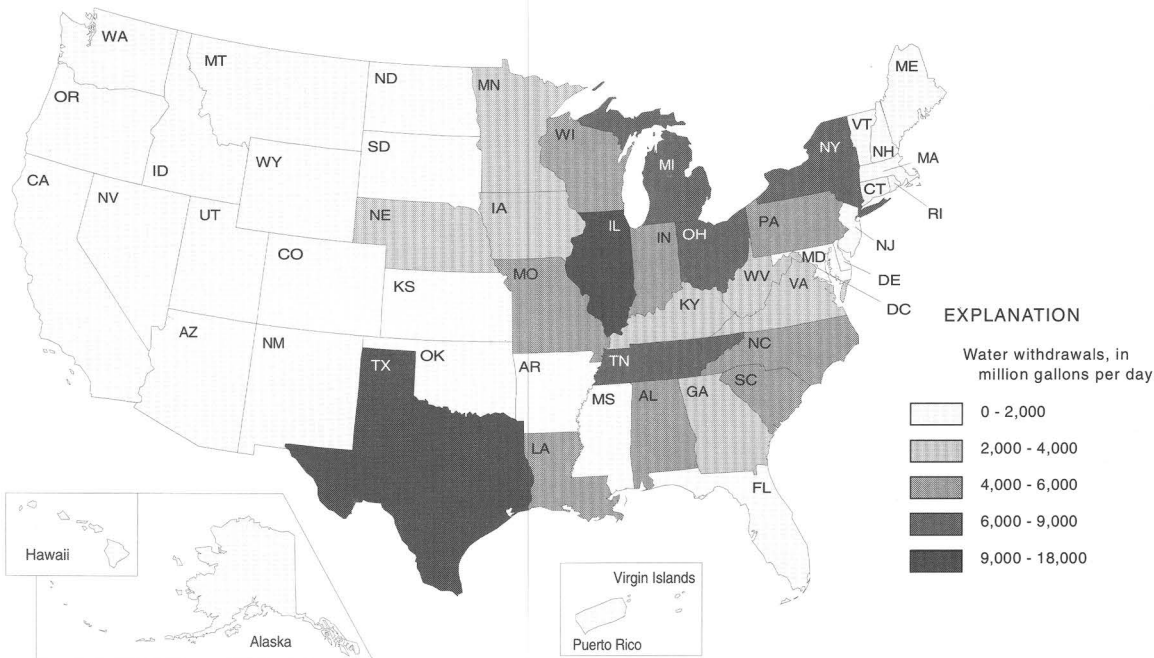 WA
MT
ND
MN
ME
OR
VT
ID
SD
WI
NY
NH
MA
WY
MI
CT
CA
NV
RI
UT
NE
IA
IL
IN
OH
PA
NJ
CO
MD
DE
WV
VA
DC
KS
MO
KY
AZ
NM
TX
OK
AR
TN
NC
SC
MS
AL
GA
LA
FL
EXPLANATION
Water withdrawals, in
million gallons per day
0 - 2,000
2,000 - 4,000
4,000 - 6,000
6,000 - 9,000
9,000 - 18,000
Hawaii
Alaska
Virgin Islands
Puerto Rico